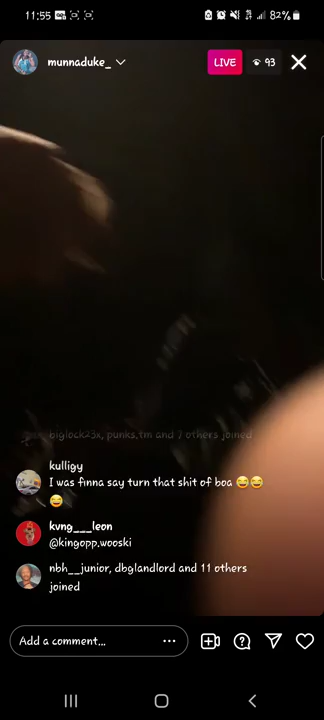 11:55
82%
munnaduke_
LIVE
93
biglock23x, punks.tm and 7 others joined
kulligy
I was finna say turn that shit of boa 😅😅
😅
kvng___leon
@kingopp.wooski
nbh__junior, dbglandlord and 11 others
joined
Add a comment...